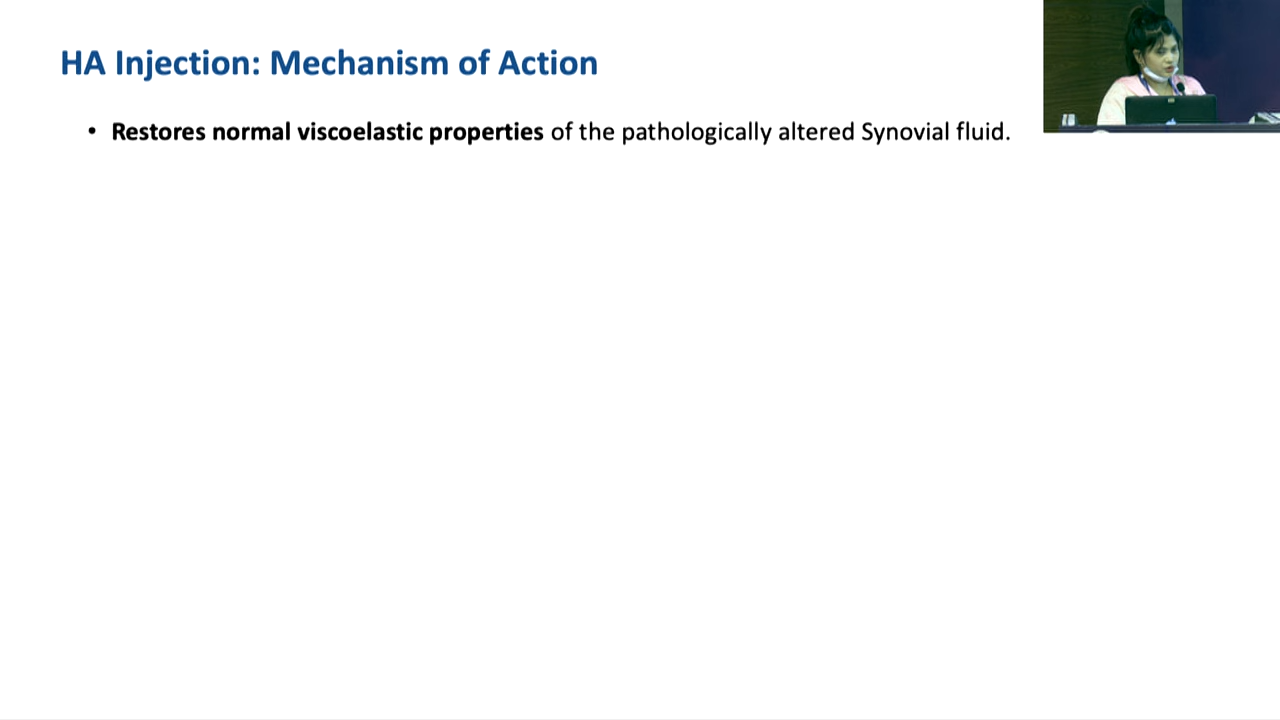 HA Injection: Mechanism of Action
• Restores normal viscoelastic properties of the pathologically altered Synovial fluid.